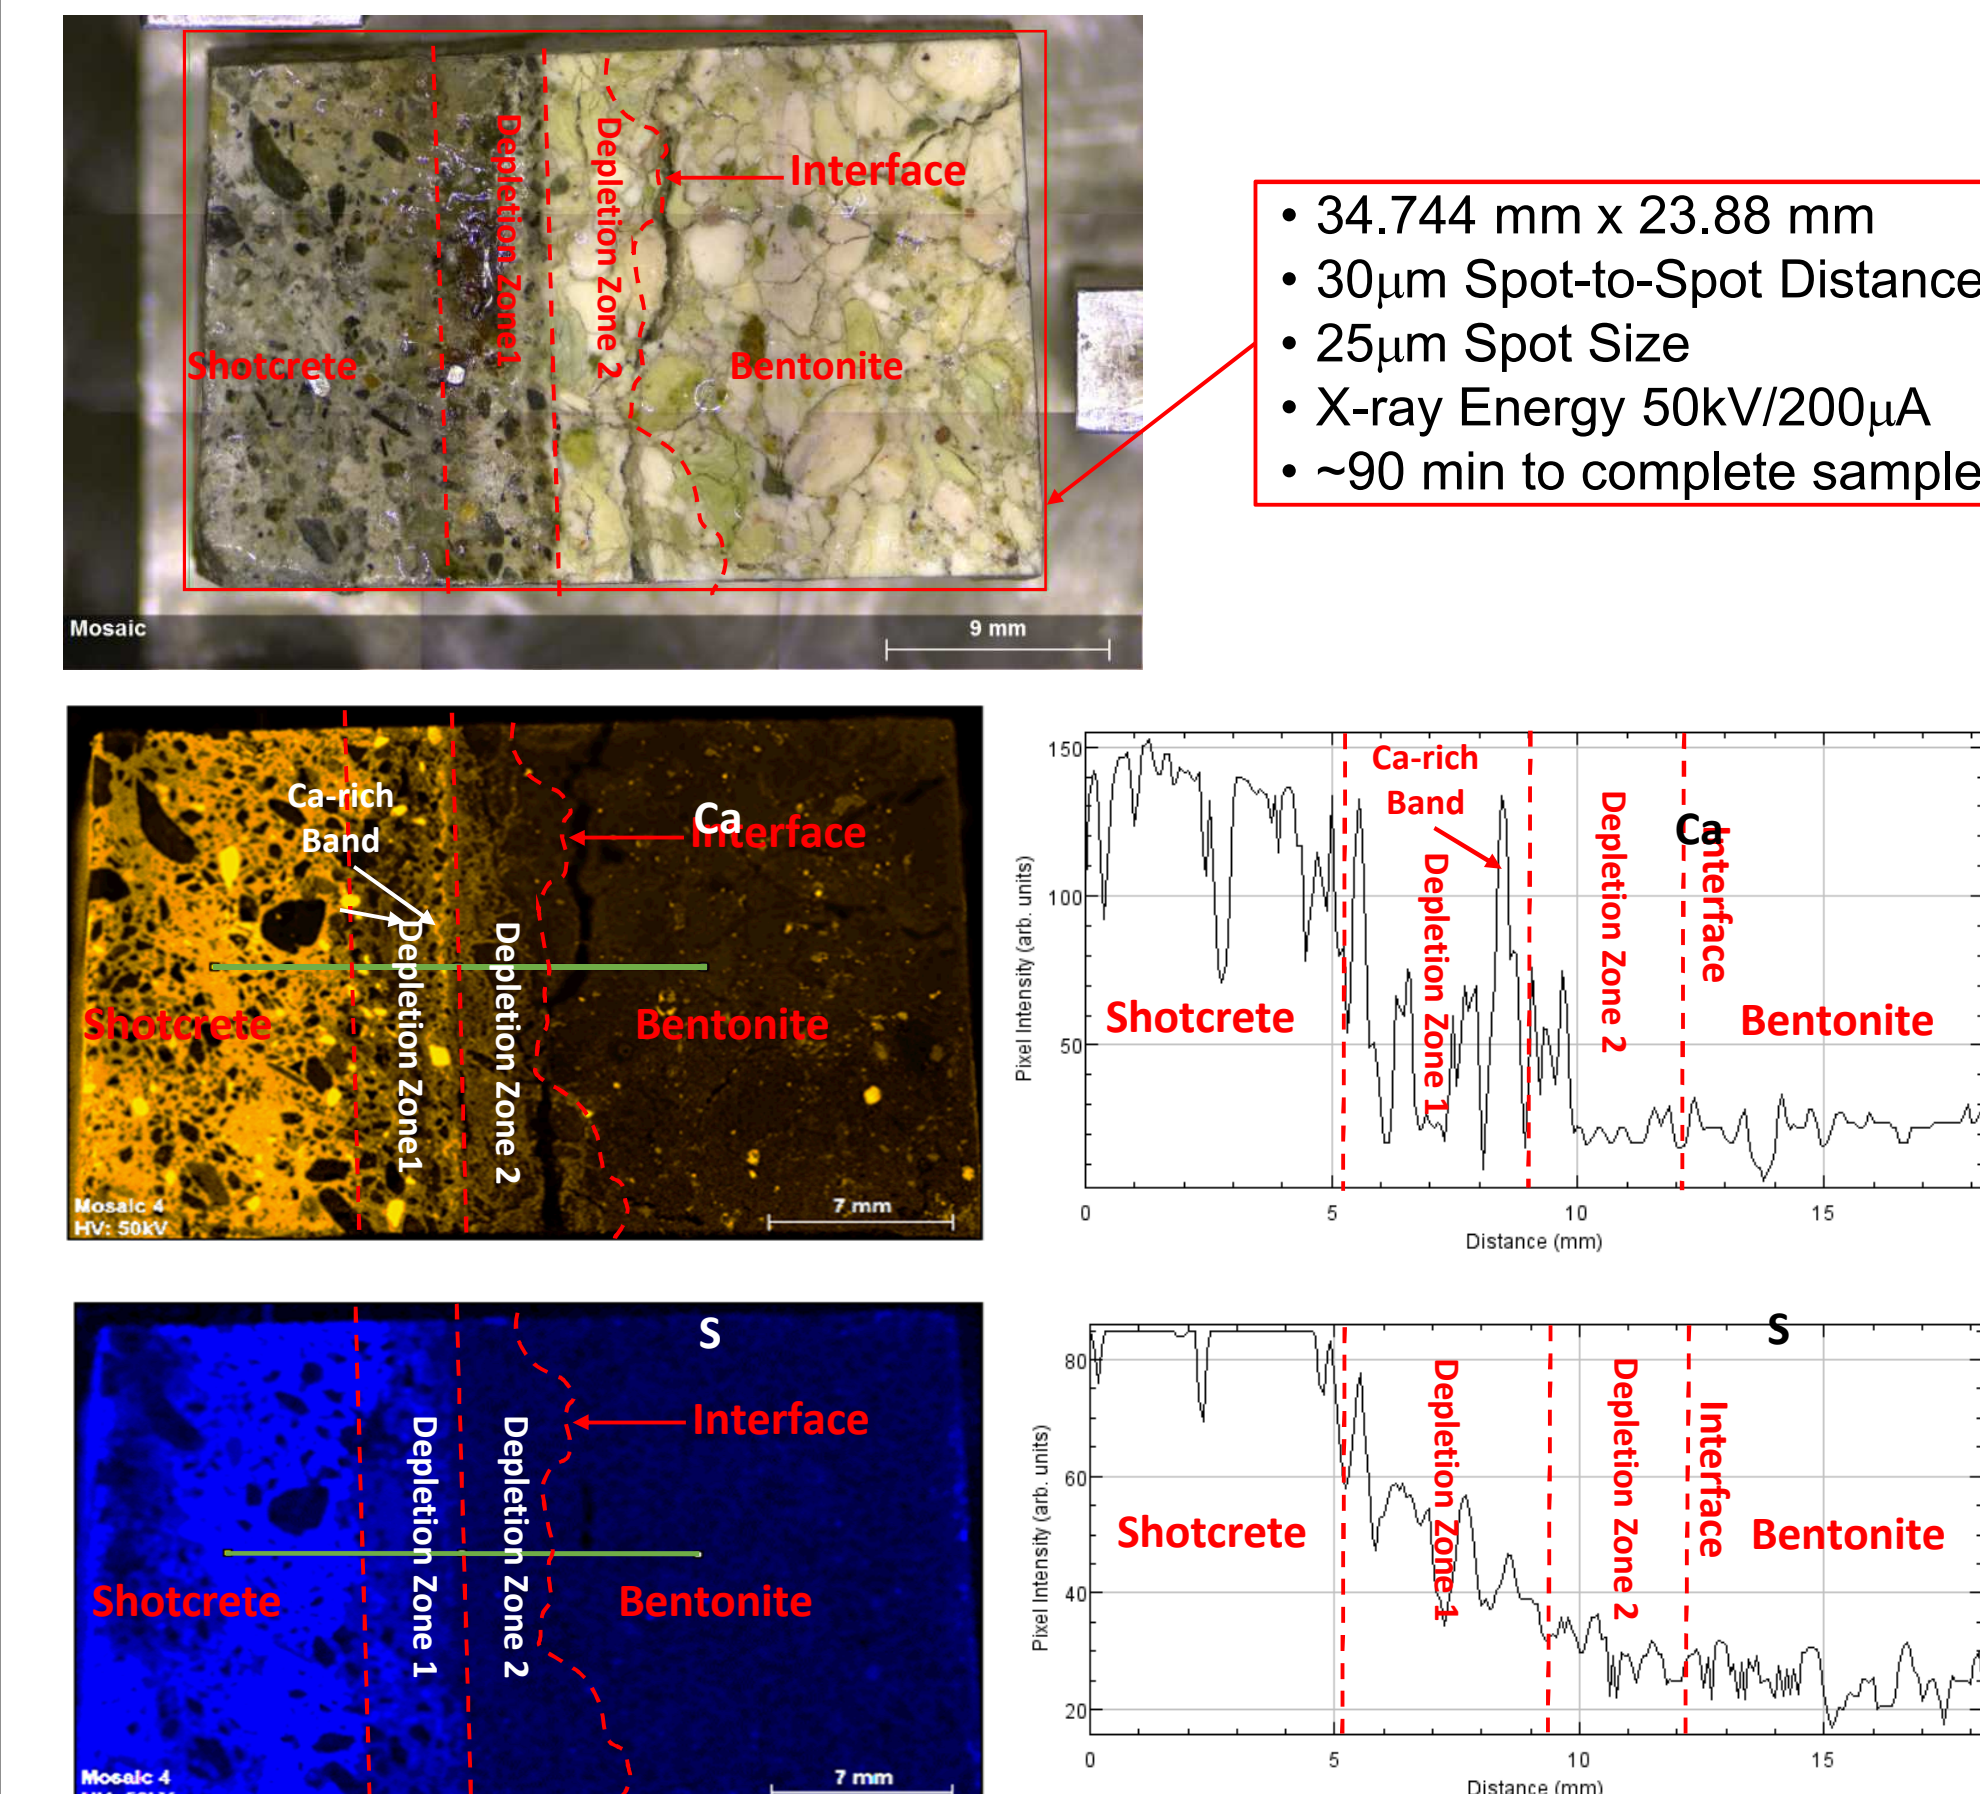 Depletion Zone1
Depletion Zone 2
Interface
Shotcrete
Bentonite
Mosaic
9 mm
• 34.744 mm x 23.88 mm
• 30μm Spot-to-Spot Distance
• 25μm Spot Size
• X-ray Energy 50kV/200μA
• ~90 min to complete sample
Ca-rich
Band
Ca
Interface
Depletion Zone1
Depletion Zone 2
Shotcrete
Bentonite
Mosaic 4
HV: 50kV
7 mm
150
100
50
Pixel Intensity (arb. units)
Ca-rich
Band
Depletion Zone 1
Depletion Zone 2
Ca
Interface
Shotcrete
Bentonite
0 5 10 15
Distance (mm)
S
Interface
Depletion Zone 1
Depletion Zone 2
Shotcrete
Bentonite
Mosaic 4
7 mm
S
80
60
40
20
Pixel Intensity (arb. units)
Depletion Zone 1
Depletion Zone 2
Interface
Shotcrete
Bentonite
0 5 10 15
Distance (mm)